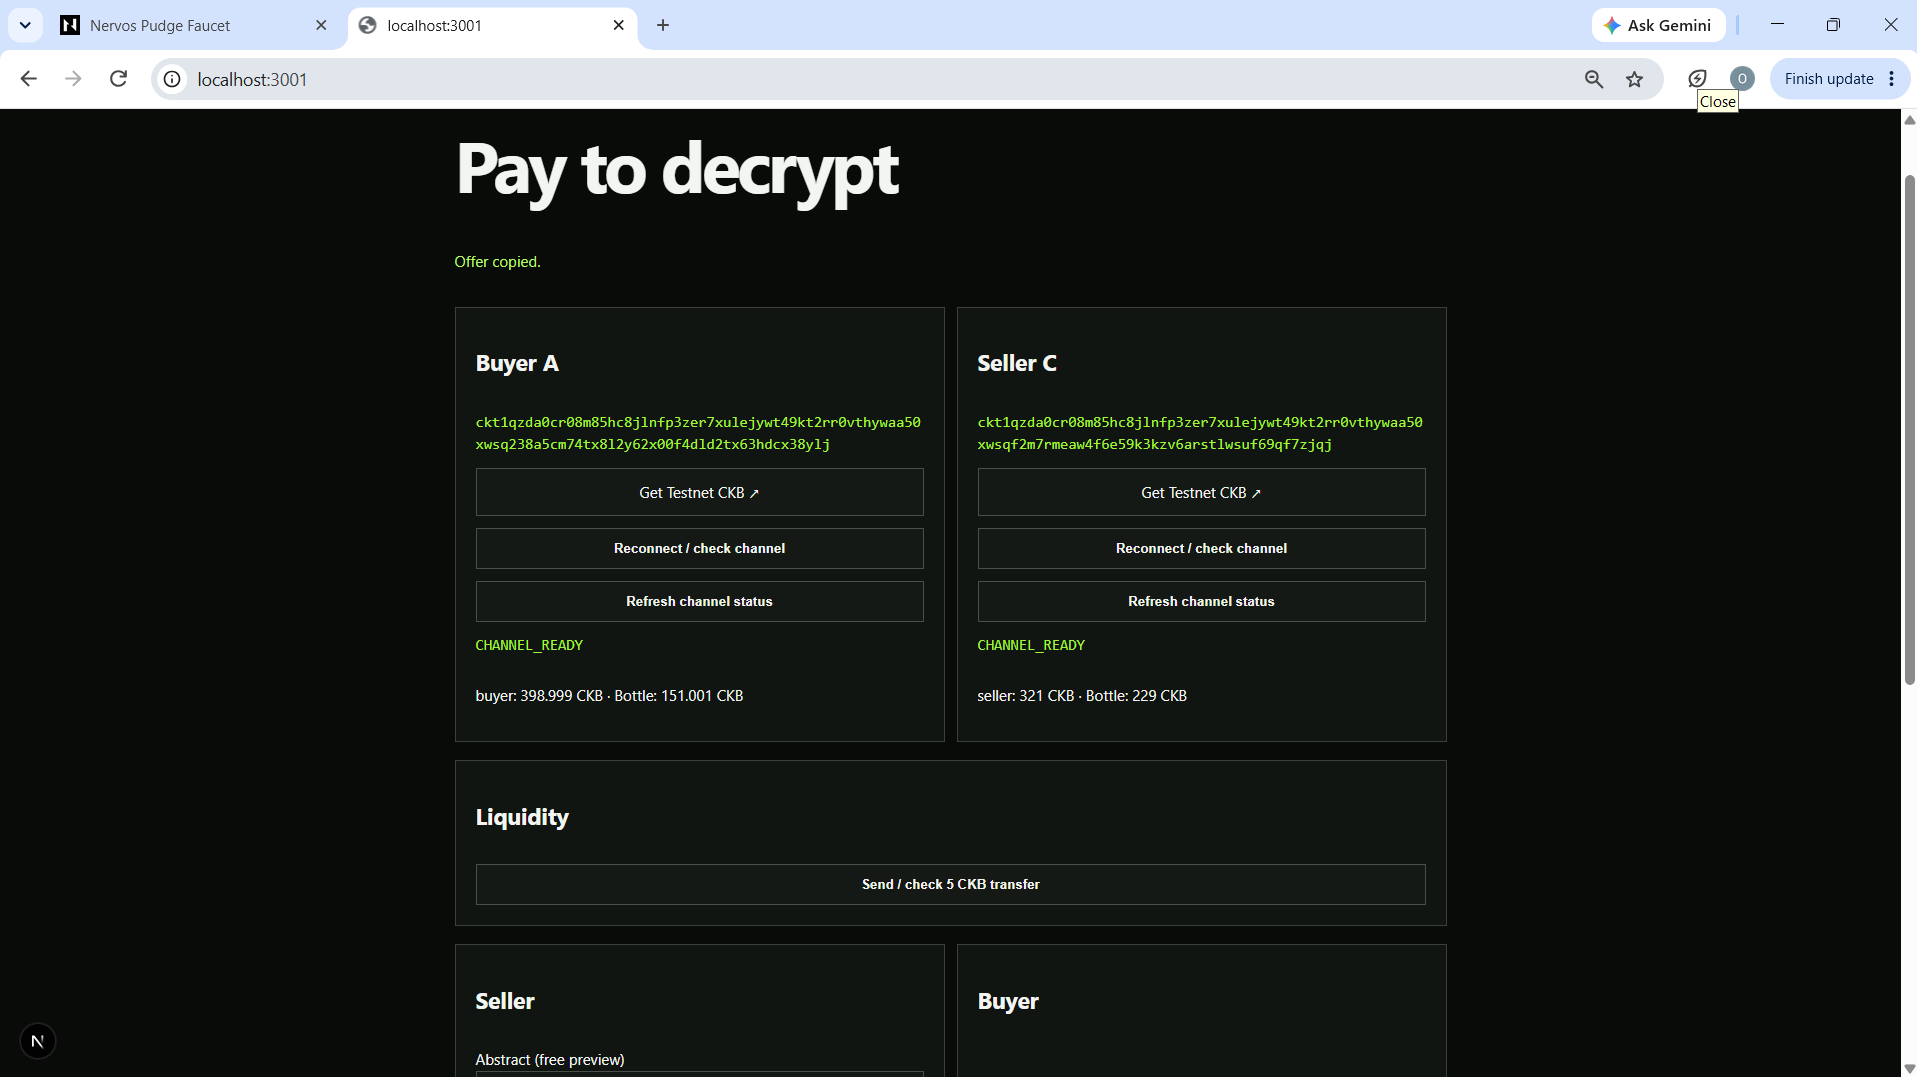 Nervos Pudge Faucet
localhost:3001
Ask Gemini
localhost:3001
O
Finish update
Close
Pay to decrypt
Offer copied.
Buyer A
ckt1qzda0cr08m85hc8jlnfp3zer7xulejywt49kt2rr0vthywaa50
xwsq238a5cm74tx8l2y62x00f4dld2tx63hdcx38ylj
Get Testnet CKB ↗
Reconnect / check channel
Refresh channel status
CHANNEL_READY
buyer: 398.999 CKB · Bottle: 151.001 CKB
Seller C
ckt1qzda0cr08m85hc8jlnfp3zer7xulejywt49kt2rr0vthywaa50
xwsqf2m7rmeaw4f6e59k3kzv6arstlwsuf69qf7zjqj
Get Testnet CKB ↗
Reconnect / check channel
Refresh channel status
CHANNEL_READY
seller: 321 CKB · Bottle: 229 CKB
Liquidity
Send / check 5 CKB transfer
Seller
Abstract (free preview)
Buyer
N